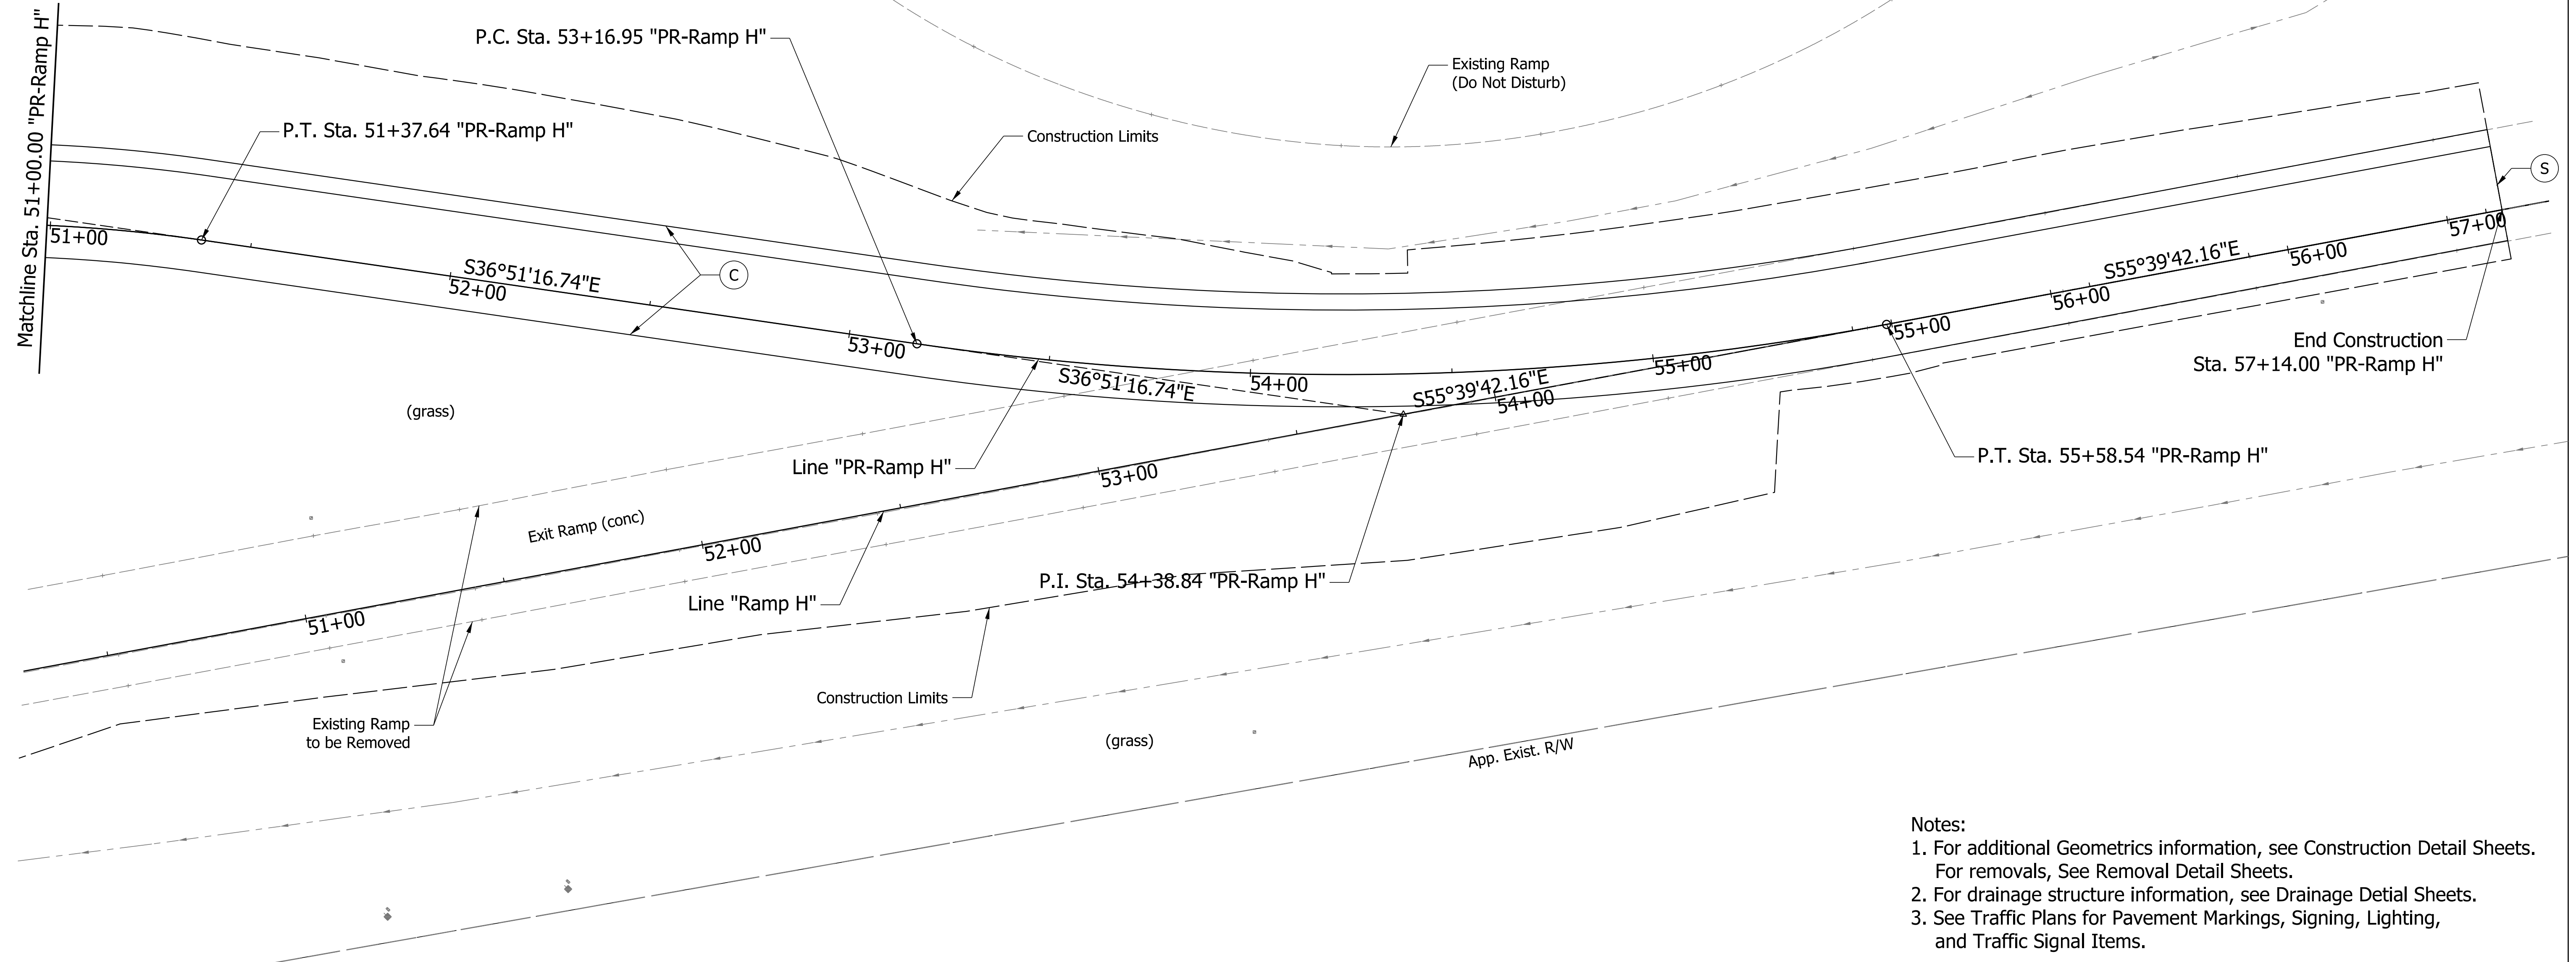 Matchline Sta. 51+00.00 "PR-Ramp H"
P.C. Sta. 53+16.95 "PR-Ramp H"
P.T. Sta. 51+37.64 "PR-Ramp H"
Existing Ramp
(Do Not Disturb)
Construction Limits
S
C
51+00
S36°51'16.74"E
52+00
53+00
S36°51'16.74"E
54+00
S55°39'42.16"E
54+00
55+00
55+00
56+00
S55°39'42.16"E
56+00
57+00
End Construction
Sta. 57+14.00 "PR-Ramp H"
(grass)
Line "PR-Ramp H"
53+00
P.T. Sta. 55+58.54 "PR-Ramp H"
Exit Ramp (conc)
52+00
P.I. Sta. 54+38.84 "PR-Ramp H"
Line "Ramp H"
51+00
Construction Limits
Existing Ramp
to be Removed
(grass)
App. Exist. R/W
Notes:
1. For additional Geometrics information, see Construction Detail Sheets.
For removals, See Removal Detail Sheets.
2. For drainage structure information, see Drainage Detial Sheets.
3. See Traffic Plans for Pavement Markings, Signing, Lighting,
and Traffic Signal Items.